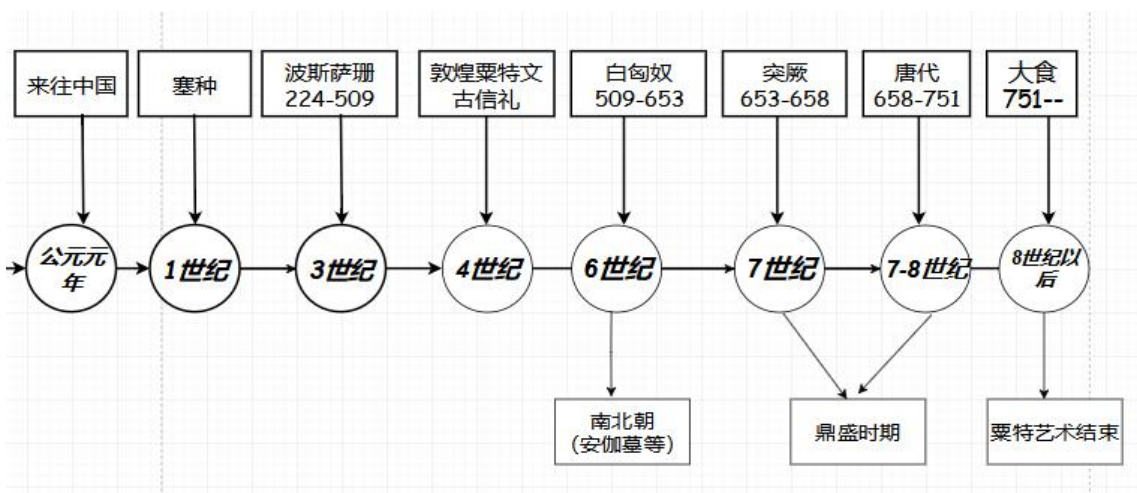 来往中国
塞种
波斯萨珊
224-509
敦煌粟特文
古信礼
白匈奴
509-653
突厥
653-658
唐代
658-751
大食
751--
公元元
年
1世纪
3世纪
4世纪
6世纪
7世纪
7-8世纪
8世纪以
后
南北朝
(安伽墓等)
鼎盛时期
粟特艺术结束